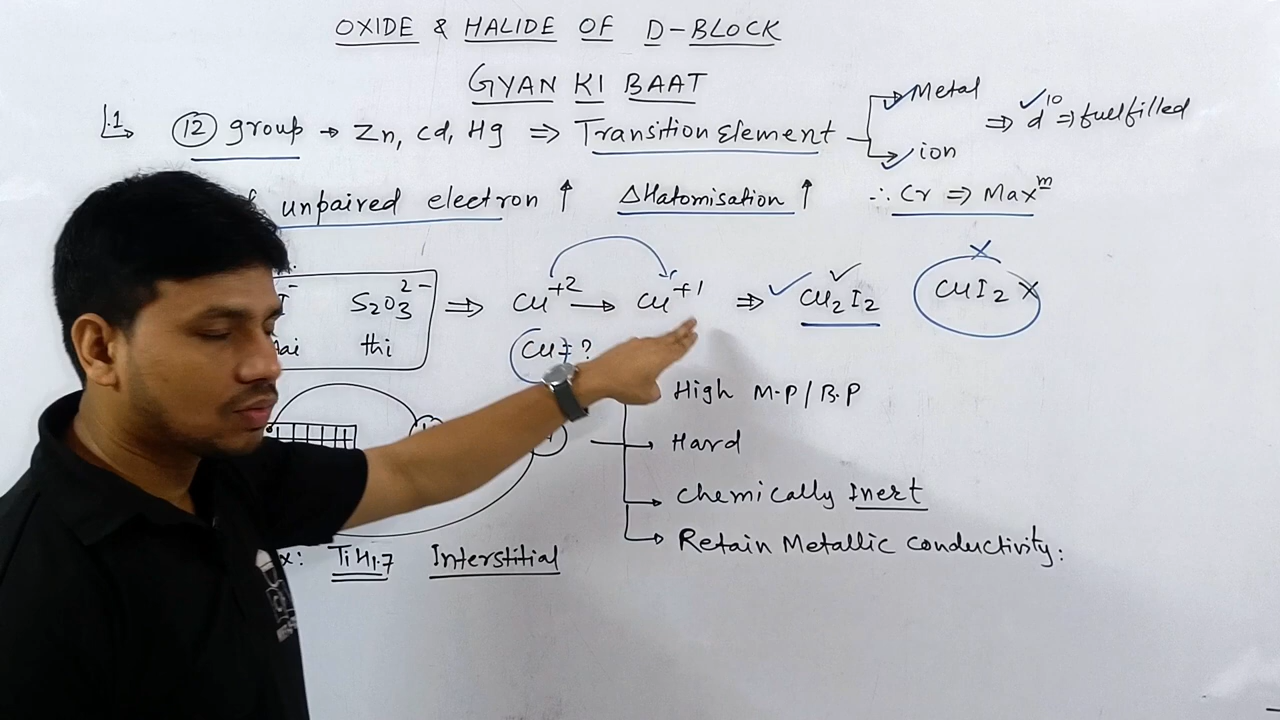 OXIDE & HALIDE OF D-BLOCK
GYAN KI BAAT
1 12 group → Zn, Cd, Hg ⇒ Transition Element Metal ion ⇒ d¹⁰ ⇒ fullfilled
unpaired electron ↑ ΔHatomisation ↑ ∴ Cr ⇒ Maxᵐ
I⁻ S₂O₃²⁻ ⇒ Cu⁺² → Cu⁺¹ ⇒ Cu₂I₂ CuI₂ ×
thi Cu = ?
High M.P/B.P
Hard
Chemically Inert
Retain Metallic conductivity:
x: TiH1.7 Interstitial